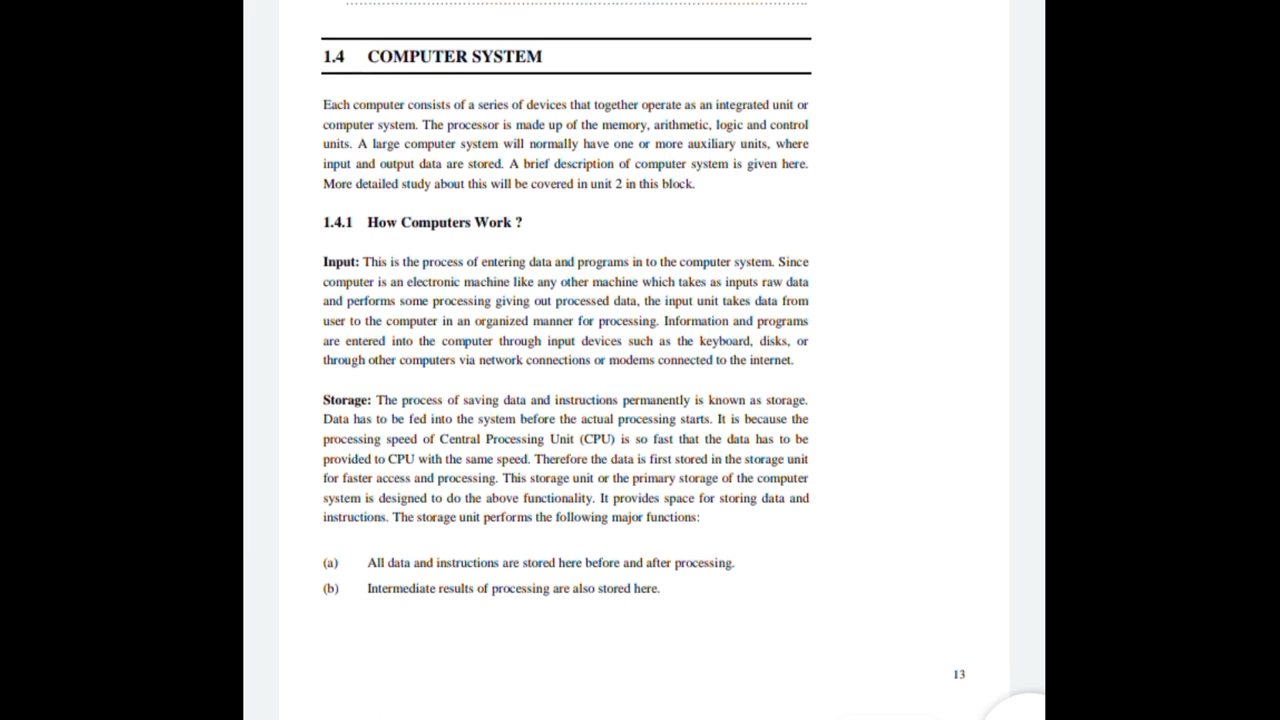 1.4 COMPUTER SYSTEM
Each computer consists of a series of devices that together operate as an integrated unit or
computer system. The processor is made up of the memory, arithmetic, logic and control
units. A large computer system will normally have one or more auxiliary units, where
input and output data are stored. A brief description of computer system is given here.
More detailed study about this will be covered in unit 2 in this block.
1.4.1 How Computers Work ?
Input: This is the process of entering data and programs in to the computer system. Since
computer is an electronic machine like any other machine which takes as inputs raw data
and performs some processing giving out processed data, the input unit takes data from
user to the computer in an organized manner for processing. Information and programs
are entered into the computer through input devices such as the keyboard, disks, or
through other computers via network connections or modems connected to the internet.
Storage: The process of saving data and instructions permanently is known as storage.
Data has to be fed into the system before the actual processing starts. It is because the
processing speed of Central Processing Unit (CPU) is so fast that the data has to be
provided to CPU with the same speed. Therefore the data is first stored in the storage unit
for faster access and processing. This storage unit or the primary storage of the computer
system is designed to do the above functionality. It provides space for storing data and
instructions. The storage unit performs the following major functions:
(a) All data and instructions are stored here before and after processing.
(b) Intermediate results of processing are also stored here.
13